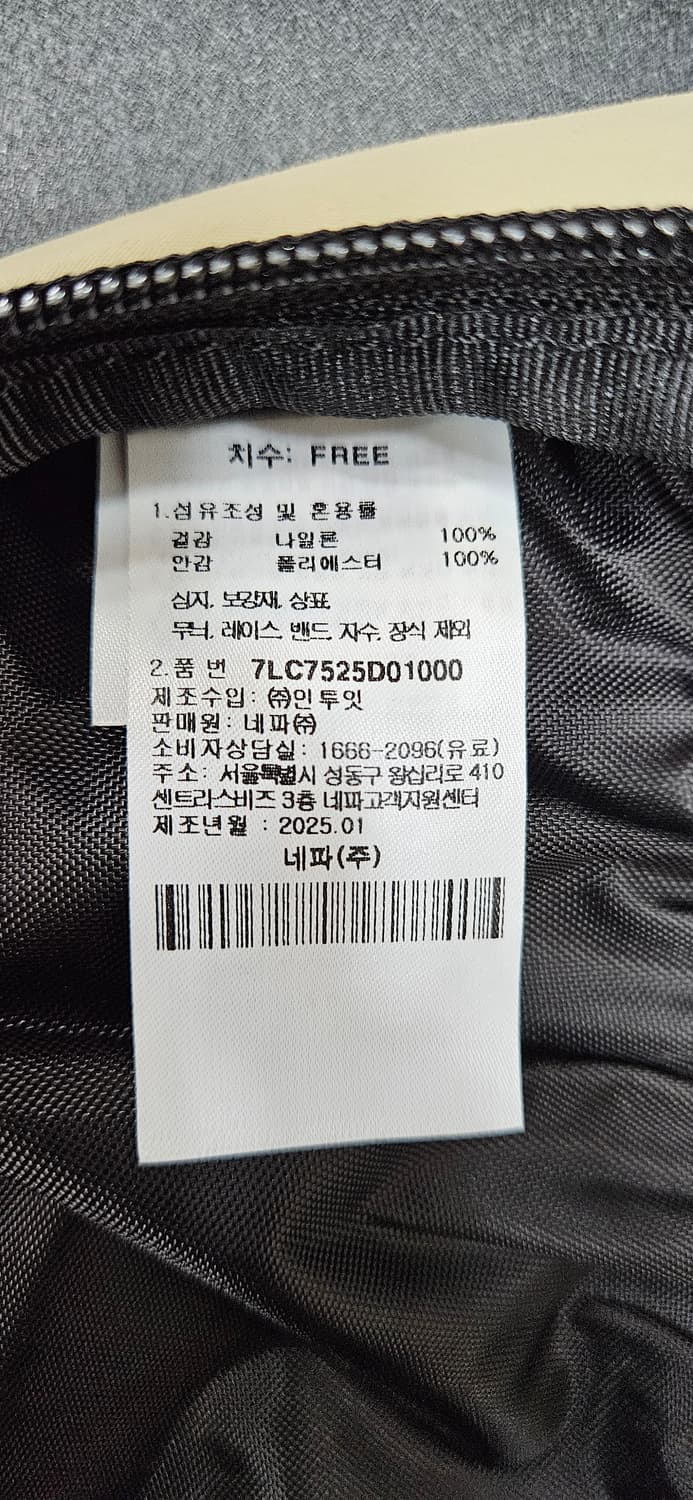 치수: FREE
1.섬유조성 및 혼용률
겉감 나일론 100%
안감 폴리에스터 100%
심지, 보강재, 상표
무늬, 레이스, 밴드, 자수, 장식 제외
2.품 번 7LC7525D01000
제조수입: ㈜인투잇
판매원: 네파㈜
소비자상담실: 1666-2096(유료)
주소: 서울특별시 성동구 왕십리로 410
센트라스비즈 3층 네파고객지원센터
제조년월 : 2025.01
네파(주)